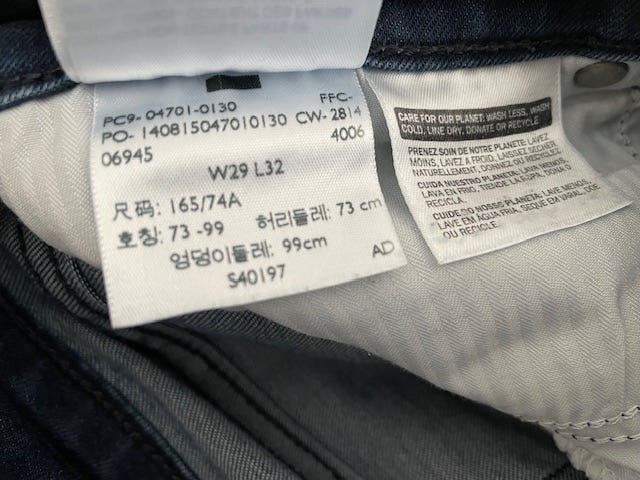 PC9- 04701-0130 FFC-
PO- 140815047010130 CW- 2814
06945 4006
W29 L32
尺码: 165/74A
호칭: 73 -99 허리둘레: 73 cm
엉덩이둘레: 99cm
AD
S40197
CARE FOR OUR PLANET: WASH LESS, WASH
COLD, LINE DRY, DONATE OR RECYCLE
PRENEZ SOIN DE NOTRE PLANETE: LAVEZ
MOINS, LAVEZ A FROID, LAISSEZ SECHER
NATURELLEMENT, DONNEZ OU RECYCLEZ.
CUIDA NUESTRO PLANETA: LAVA MENOS,
LAVA EN FRIO, TIENDE LA ROPA, DONA O
RECICLA.
CUIDE DO NOSSO PLANETA: LAVE MENOS,
LAVE EM AGUA FRIA, SEQUE EM VARAL, DOE
OU RECICLE.